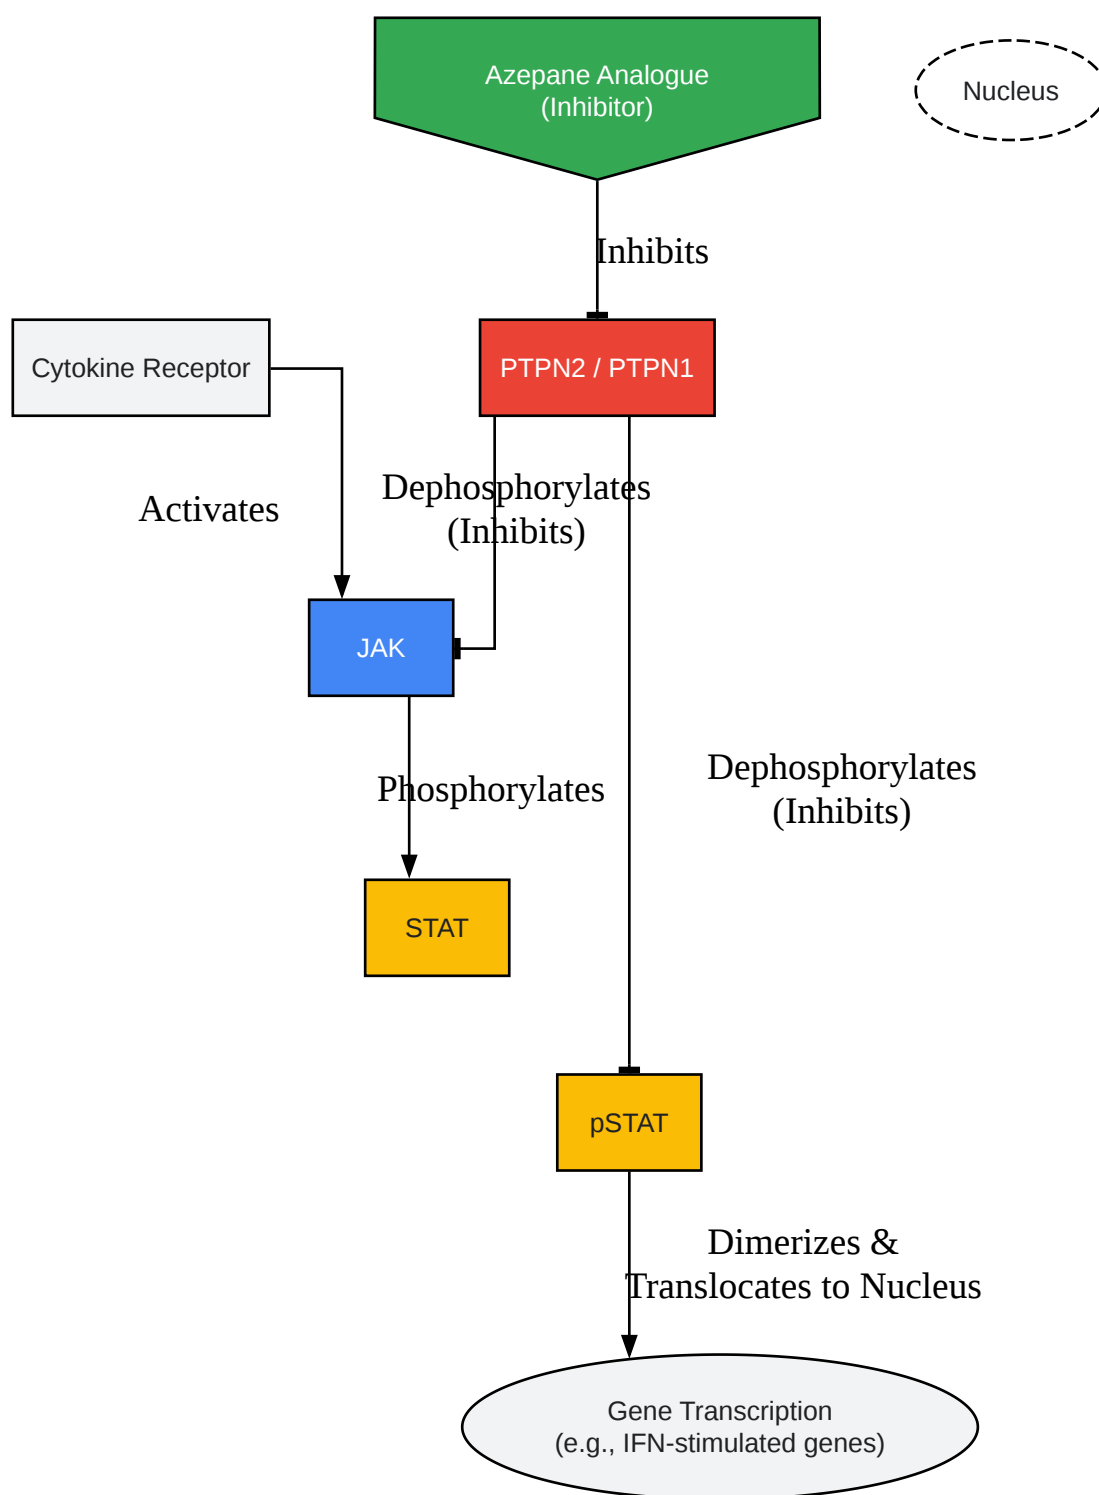 Azepane Analogue
(Inhibitor)
Nucleus
Inhibits
Cytokine Receptor
PTPN2 / PTPN1
Activates
Dephosphorylates
(Inhibits)
JAK
Phosphorylates
Dephosphorylates
(Inhibits)
STAT
pSTAT
Dimerizes &
Translocates to Nucleus
Gene Transcription
(e.g., IFN-stimulated genes)